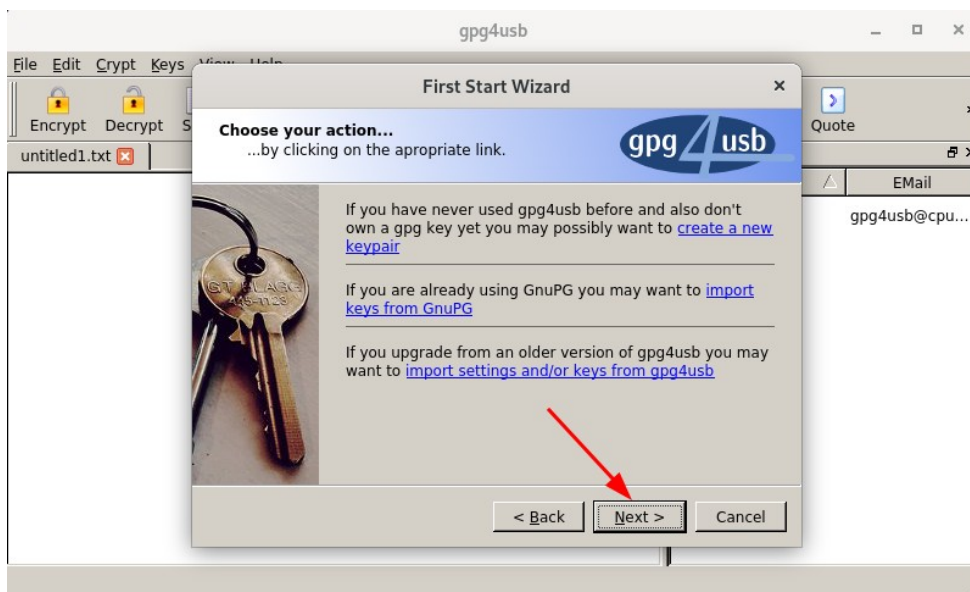 gpg4usb
File Edit Crypt Keys View Help
First Start Wizard
Encrypt Decrypt S
Quote
Choose your action...
...by clicking on the apropriate link.
gpg4usb
untitled1.txt
EMail
gpg4usb@cpu...
If you have never used gpg4usb before and also don't
own a gpg key yet you may possibly want to create a new
keypair
If you are already using GnuPG you may want to import
keys from GnuPG
If you upgrade from an older version of gpg4usb you may
want to import settings and/or keys from gpg4usb
< Back Next > Cancel